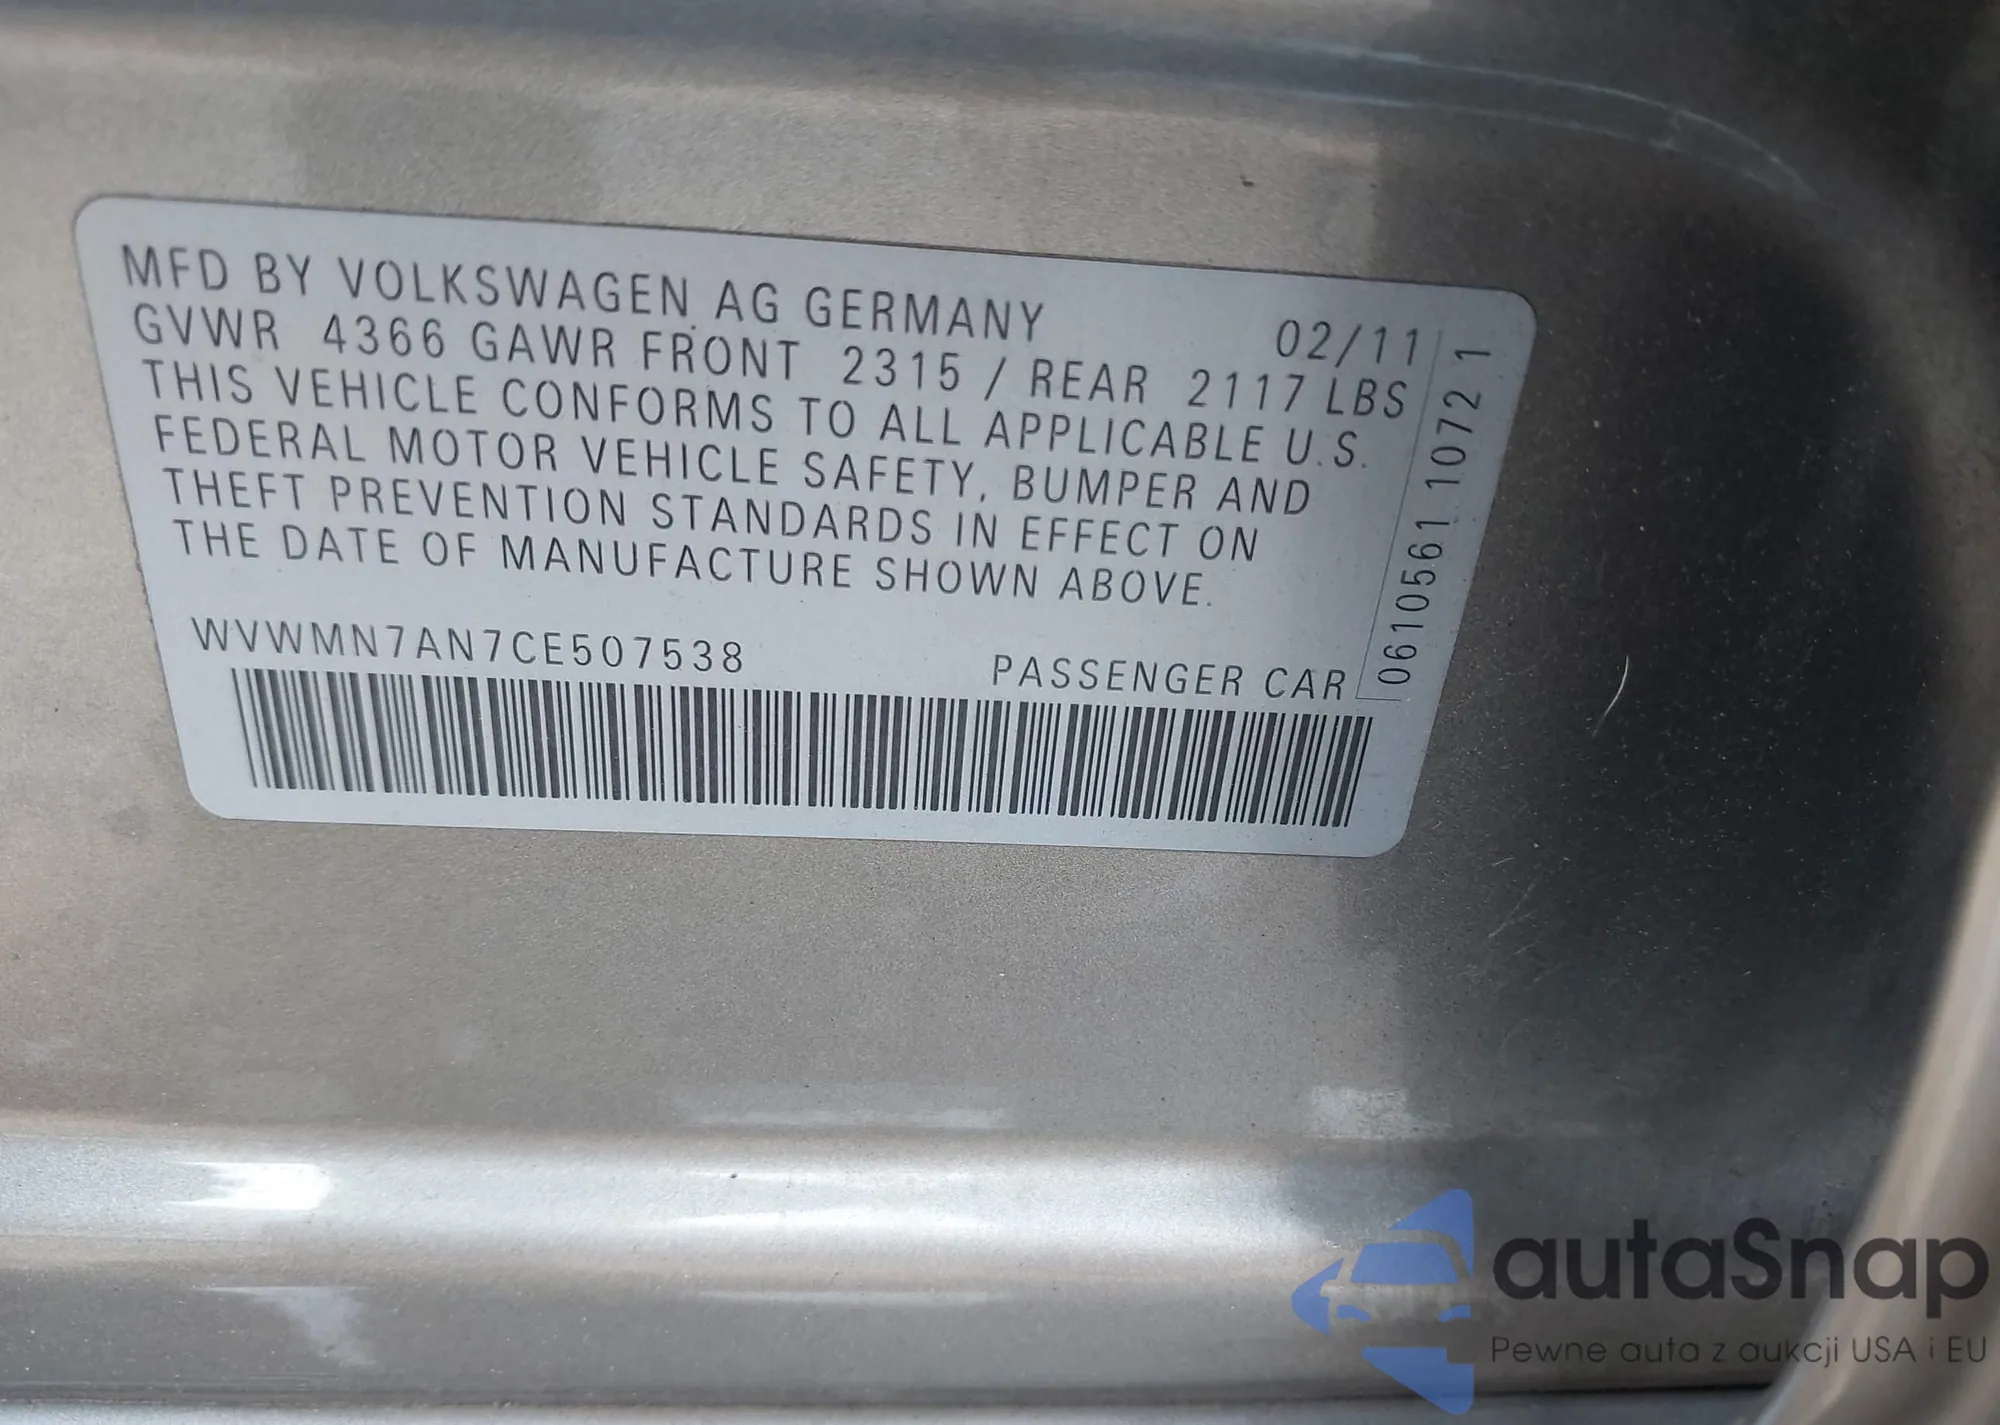 MFD BY VOLKSWAGEN AG GERMANY 02/11
GVWR 4366 GAWR FRONT 2315 / REAR 2117 LBS
THIS VEHICLE CONFORMS TO ALL APPLICABLE U.S.
FEDERAL MOTOR VEHICLE SAFETY, BUMPER AND
THEFT PREVENTION STANDARDS IN EFFECT ON
THE DATE OF MANUFACTURE SHOWN ABOVE.
WVWMN7AN7CE507538 PASSENGER CAR
0610561 10721
autaSnap
Pewne auta z aukcji USA i EU